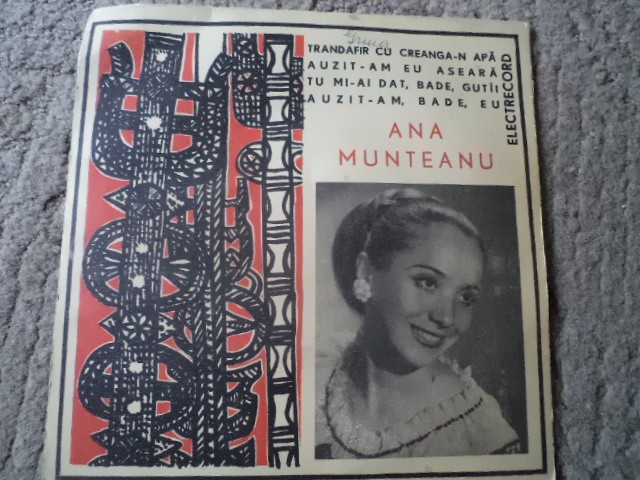 TRANDAFIR CU CREANGA-N APĂ
AUZIT-AM EU ASEARĂ
TU MI-AI DAT, BADE, GUTÎI
AUZIT-AM, BADE, EU
ELECTRECORD
ANA
MUNTEANU